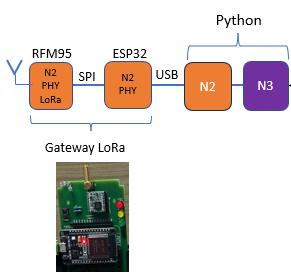 Python
RFM95
ESP32
N2
PHY
LoRa
SPI
N2
PHY
USB
N2
N3
Gateway LoRa